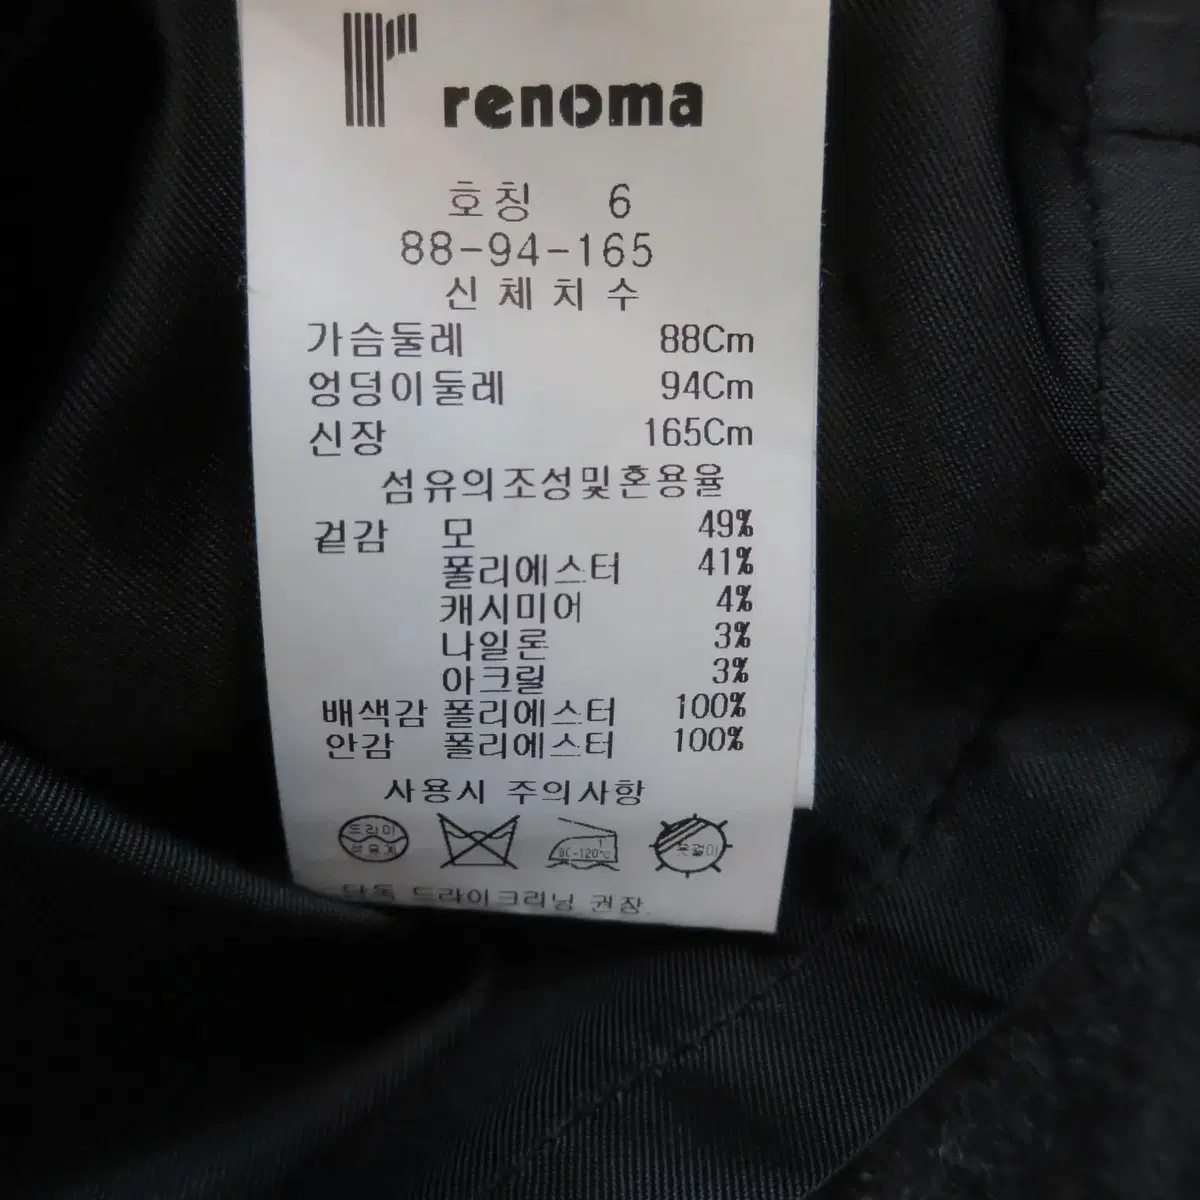 renoma
호칭 6
88-94-165
신체치수
가슴둘레 88Cm
엉덩이둘레 94Cm
신장 165Cm
섬유의조성및혼용율
겉감 모 49%
폴리에스터 41%
캐시미어 4%
나일론 3%
아크릴 3%
배색감 폴리에스터 100%
안감 폴리에스터 100%
사용시 주의사항
드라이
석유계
80-120℃
옷걸이
단독 드라이크리닝 권장.